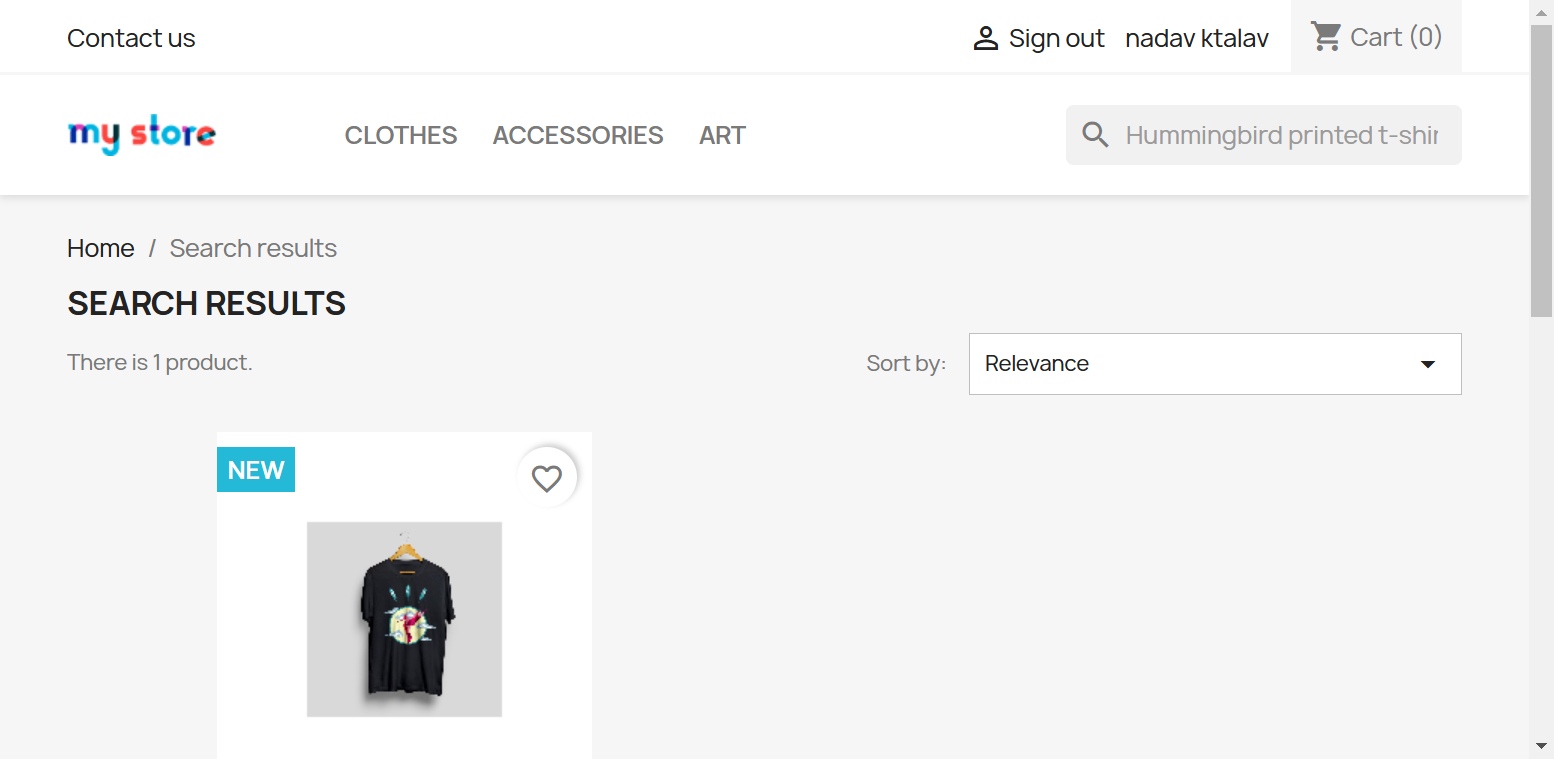 Contact us
Sign out nadav ktalav Cart (0)
my store
CLOTHES ACCESSORIES ART
Hummingbird printed t-shir
Home / Search results
SEARCH RESULTS
There is 1 product.
Sort by: Relevance
NEW